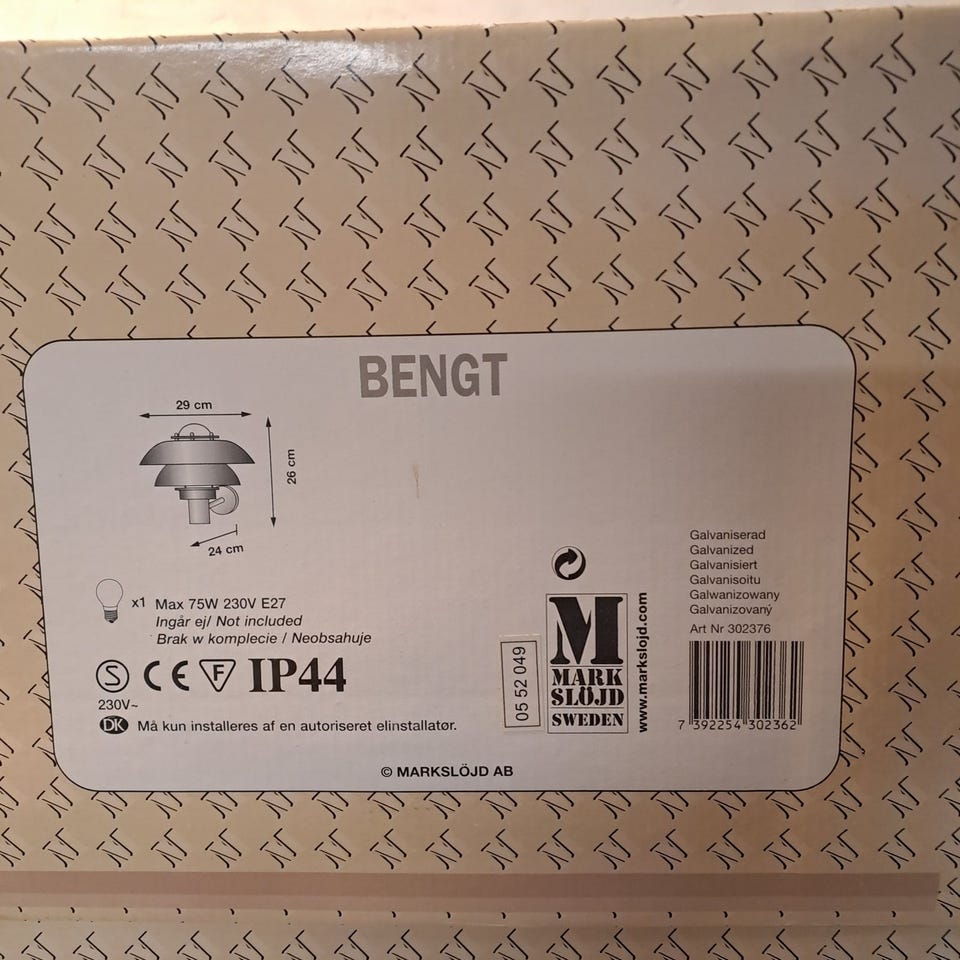 BENGT
29 cm
26 cm
24 cm
x1 Max 75W 230V E27
Ingår ej/ Not included
Brak w komplecie / Neobsahuje
S CE F IP44
230V~
DK Må kun installeres af en autoriseret elinstallatør.
05 52 049
M
MARK
SLÖJD
SWEDEN
www.markslojd.com
Galvaniserad
Galvanized
Galvanisiert
Galvanisoitu
Galwanizowany
Galvanizovaný
Art Nr 302376
7 392254 302362
© MARKSLÖJD AB